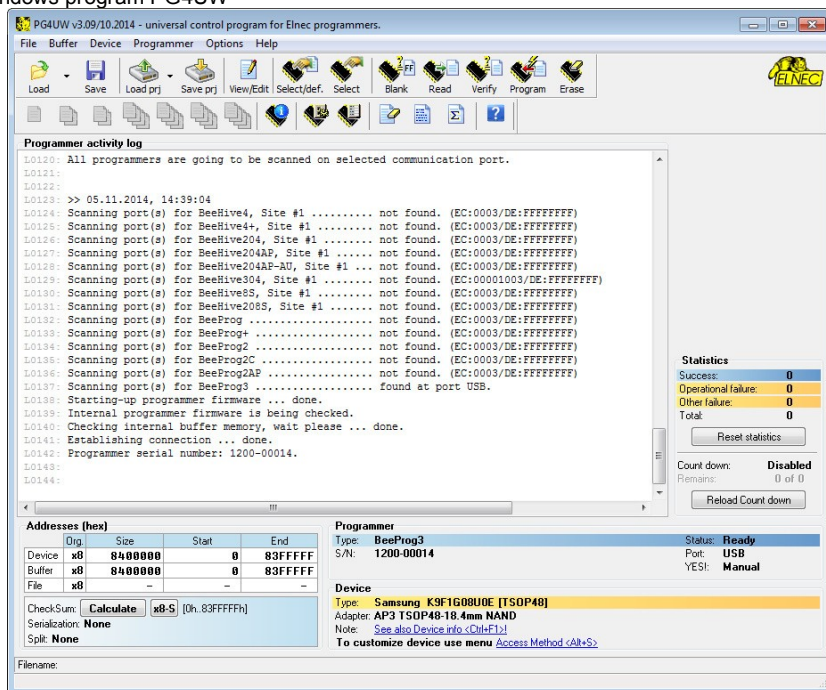 ndows program PG4UW
PG4UW v3.09/10.2014 - universal control program for Elnec programmers.
File Buffer Device Programmer Options Help
Load Save Load prj Save prj View/Edit Select/def. Select Blank Read Verify Program Erase
ELNEC
Programmer activity log
L0120: All programmers are going to be scanned on selected communication port.
L0121:
L0122:
L0123: >> 05.11.2014, 14:39:04
L0124: Scanning port(s) for BeeHive4, Site #1 .......... not found. (EC:0003/DE:FFFFFFFF)
L0125: Scanning port(s) for BeeHive4+, Site #1 ......... not found. (EC:0003/DE:FFFFFFFF)
L0126: Scanning port(s) for BeeHive204, Site #1 ........ not found. (EC:0003/DE:FFFFFFFF)
L0127: Scanning port(s) for BeeHive204AP, Site #1 ...... not found. (EC:0003/DE:FFFFFFFF)
L0128: Scanning port(s) for BeeHive204AP-AU, Site #1 ... not found. (EC:0003/DE:FFFFFFFF)
L0129: Scanning port(s) for BeeHive304, Site #1 ........ not found. (EC:00001003/DE:FFFFFFFF)
L0130: Scanning port(s) for BeeHive8S, Site #1 ......... not found. (EC:0003/DE:FFFFFFFF)
L0131: Scanning port(s) for BeeHive208S, Site #1 ....... not found. (EC:0003/DE:FFFFFFFF)
L0132: Scanning port(s) for BeeProg .................... not found. (EC:0003/DE:FFFFFFFF)
L0133: Scanning port(s) for BeeProg+ ................... not found. (EC:0003/DE:FFFFFFFF)
L0134: Scanning port(s) for BeeProg2 ................... not found. (EC:0003/DE:FFFFFFFF)
L0135: Scanning port(s) for BeeProg2C .................. not found. (EC:0003/DE:FFFFFFFF)
L0136: Scanning port(s) for BeeProg2AP ................. not found. (EC:0003/DE:FFFFFFFF)
L0137: Scanning port(s) for BeeProg3 ................... found at port USB.
L0138: Starting-up programmer firmware ... done.
L0139: Internal programmer firmware is being checked.
L0140: Checking internal buffer memory, wait please ... done.
L0141: Establishing connection ... done.
L0142: Programmer serial number: 1200-00014.
L0143:
L0144:
Statistics
Success: 0
Operational failure: 0
Other failure: 0
Total: 0
Reset statistics
Count down: Disabled
Remains: 0 of 0
Reload Count down
Addresses (hex)
Org. Size Start End
Device x8 8400000 0 83FFFFF
Buffer x8 8400000 0 83FFFFF
File x8 - - -
CheckSum: Calculate x8-S [0h..83FFFFFh]
Serialization: None
Split: None
Programmer
Type: BeeProg3 Status: Ready
S/N: 1200-00014 Port: USB
YES!: Manual
Device
Type: Samsung K9F1G08U0E [TSOP48]
Adapter: AP3 TSOP48-18.4mm NAND
Note: See also Device info <Ctrl+F1>!
To customize device use menu Access Method <Alt+S>
Filename: